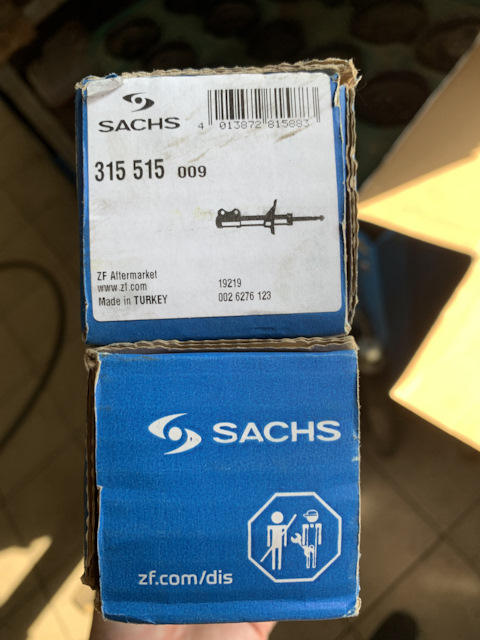 SACHS
4 013872 815883
315 515 009
ZF Aftermarket
www.zf.com
Made in TURKEY
19219
002 6276 123
SACHS
zf.com/dis